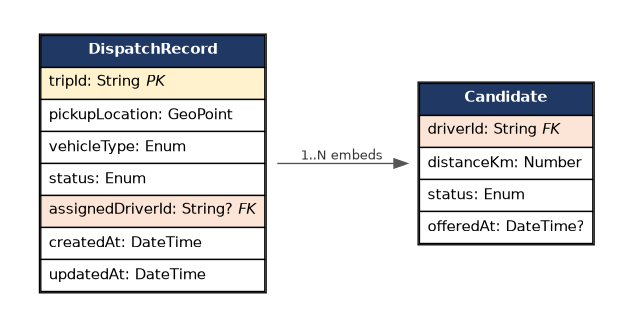 DispatchRecord
tripId: String PK
pickupLocation: GeoPoint
vehicleType: Enum
status: Enum
assignedDriverId: String? FK
createdAt: DateTime
updatedAt: DateTime
1..N embeds
Candidate
driverId: String FK
distanceKm: Number
status: Enum
offeredAt: DateTime?